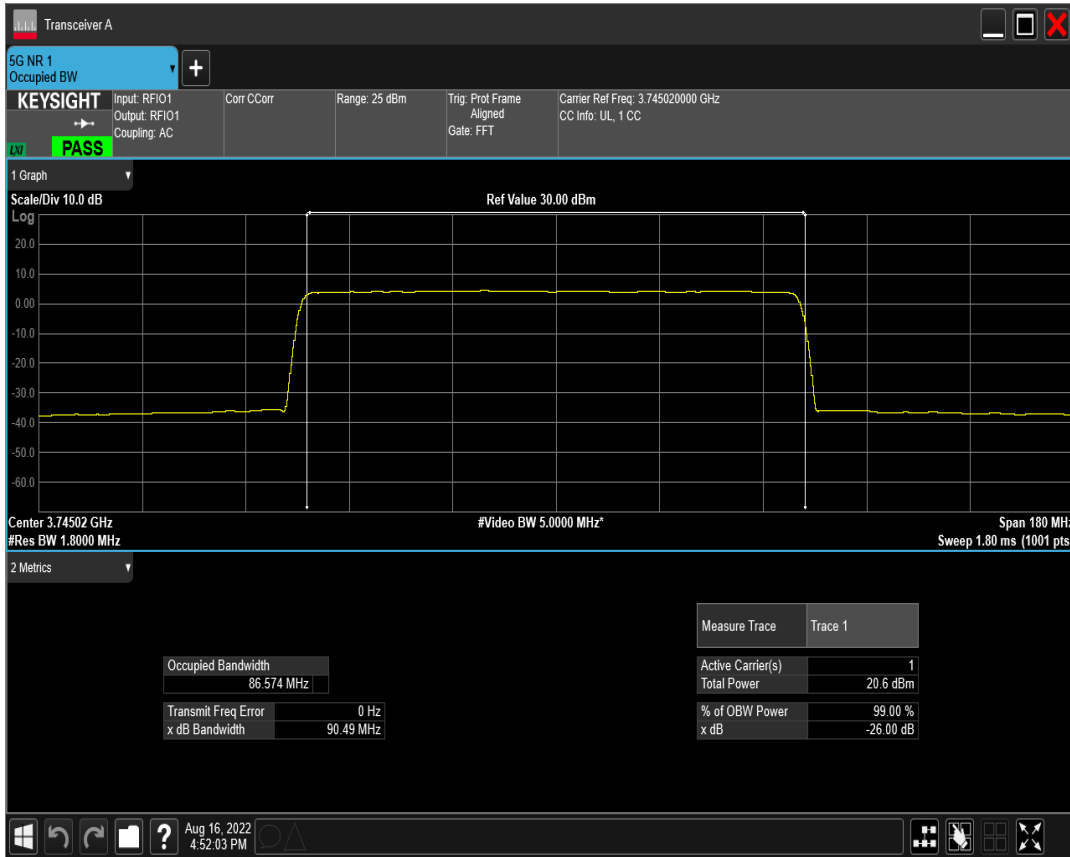 Transceiver A
5G NR 1
Occupied BW
+
KEYSIGHT
Input: RFIO1
Output: RFIO1
Coupling: AC
Corr CCorr
Range: 25 dBm
Trig: Prot Frame
Aligned
Gate: FFT
Carrier Ref Freq: 3.745020000 GHz
CC Info: UL, 1 CC
LXI
PASS
1 Graph
Scale/Div 10.0 dB
Ref Value 30.00 dBm
Log
20.0
10.0
0.00
-10.0
-20.0
-30.0
-40.0
-50.0
-60.0
Center 3.74502 GHz
#Video BW 5.0000 MHz*
Span 180 MHz
#Res BW 1.8000 MHz
Sweep 1.80 ms (1001 pts
2 Metrics
Measure Trace
Trace 1
Occupied Bandwidth
86.574 MHz
Active Carrier(s)
1
Total Power
20.6 dBm
Transmit Freq Error
0 Hz
x dB Bandwidth
90.49 MHz
% of OBW Power
99.00 %
x dB
-26.00 dB
?
Aug 16, 2022
4:52:03 PM